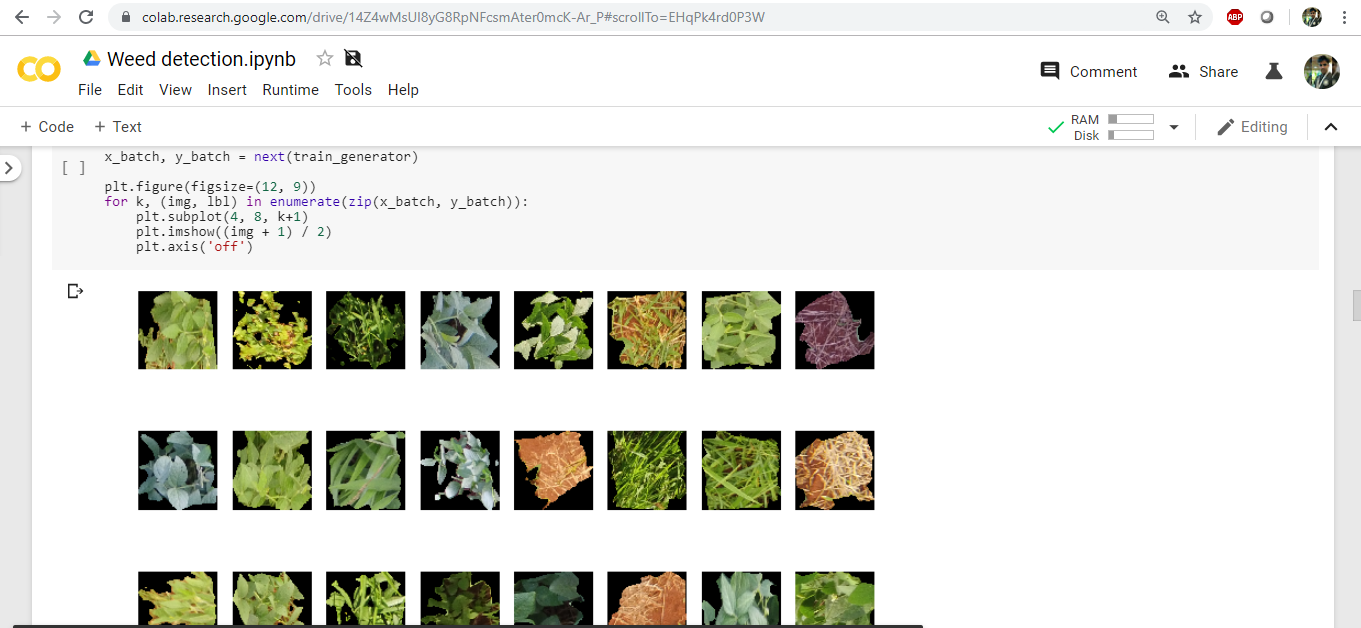 colab.research.google.com/drive/14Z4wMsUI8yG8RpNFcsmAter0mcK-Ar_P#scrollTo=EHqPk4rd0P3W
ABP
CO
Weed detection.ipynb
File Edit View Insert Runtime Tools Help
Comment Share
+ Code + Text
RAM
Disk
Editing
[ ]
x_batch, y_batch = next(train_generator)
plt.figure(figsize=(12, 9))
for k, (img, lbl) in enumerate(zip(x_batch, y_batch)):
    plt.subplot(4, 8, k+1)
    plt.imshow((img + 1) / 2)
    plt.axis('off')